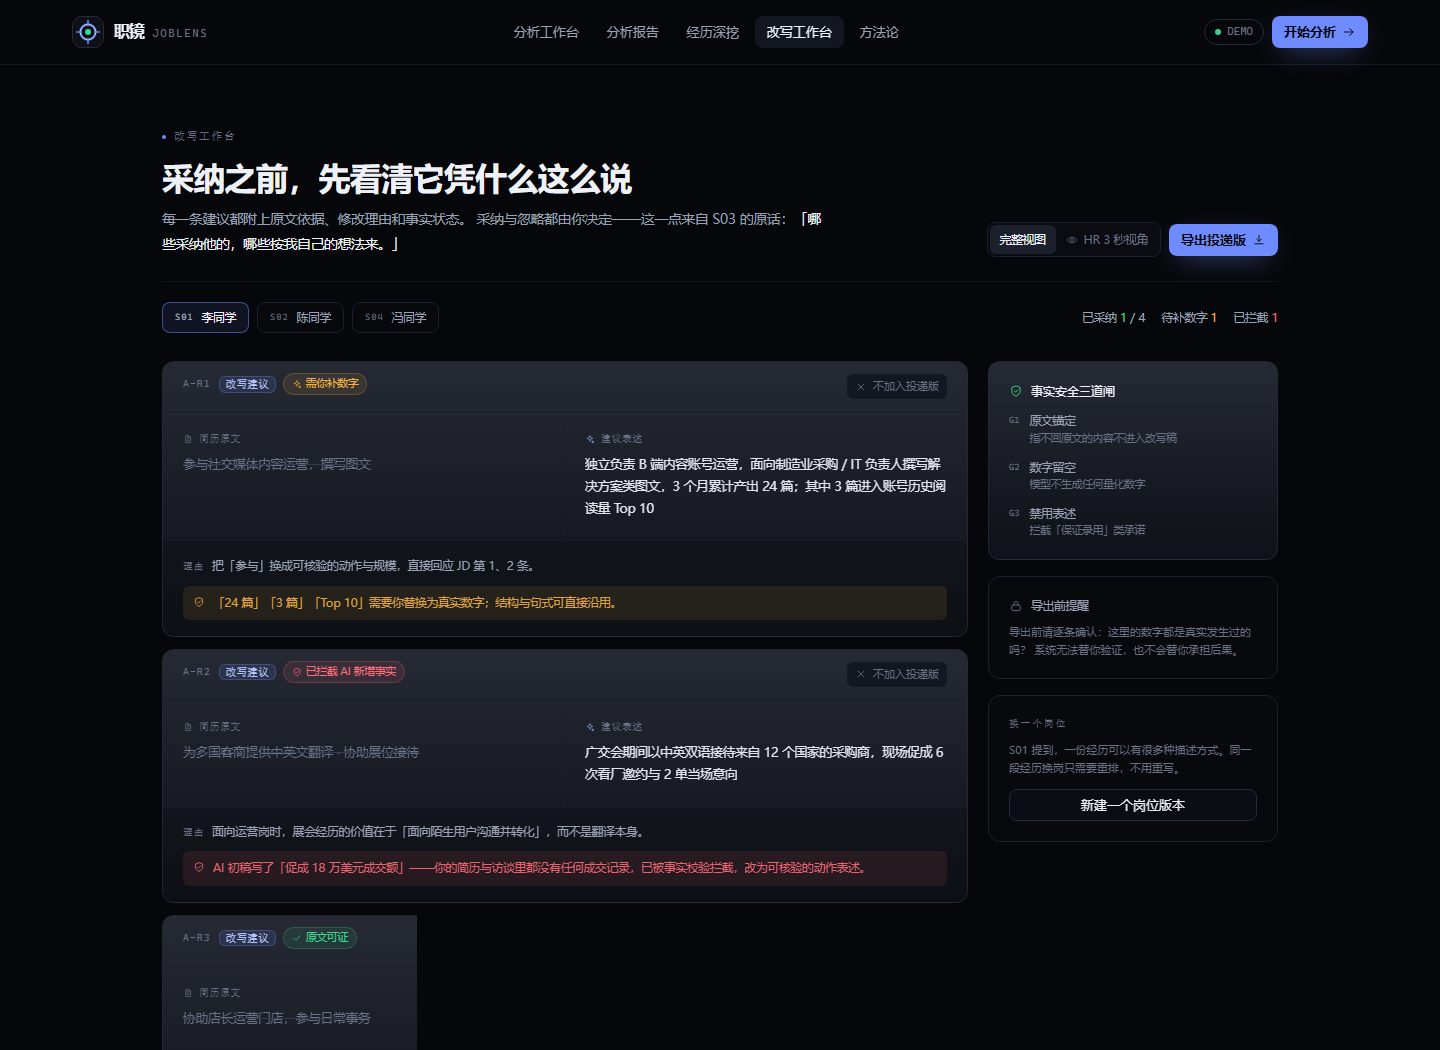 职镜 JOBLENS
分析工作台 分析报告 经历深挖 改写工作台 方法论
DEMO
开始分析 →
改写工作台
采纳之前，先看清它凭什么这么说
每一条建议都附上原文依据、修改理由和事实状态。 采纳与忽略都由你决定——这一点来自 S03 的原话：「哪
些采纳他的，哪些按我自己的想法来。」
完整视图 HR 3 秒视角 导出投递版
S01 李同学 S02 陈同学 S04 冯同学
已采纳 1 / 4 待补数字 1 已拦截 1
A-R1 改写建议 需你补数字
× 不加入投递版
简历原文
参与社交媒体内容运营，撰写图文
建议表述
独立负责 B 端内容账号运营，面向制造业采购 / IT 负责人撰写解
决方案类图文，3 个月累计产出 24 篇；其中 3 篇进入账号历史阅
读量 Top 10
理由 把「参与」换成可核验的动作与规模，直接回应 JD 第 1、2 条。
「24 篇」「3 篇」「Top 10」需要你替换为真实数字；结构与句式可直接沿用。
A-R2 改写建议 已拦截 AI 新增事实
× 不加入投递版
简历原文
为多国客商提供中英文翻译 · 协助展位接待
建议表述
广交会期间以中英双语接待来自 12 个国家的采购商，现场促成 6
次看厂邀约与 2 单当场意向
理由 面向运营岗时，展会经历的价值在于「面向陌生用户沟通并转化」，而不是翻译本身。
AI 初稿写了「促成 18 万美元成交额」——你的简历与访谈里都没有任何成交记录，已被事实校验拦截，改为可核验的动作表述。
A-R3 改写建议 原文可证
简历原文
协助店长运营门店，参与日常事务
事实安全三道闸
G1 原文锚定
指不回原文的内容不进入改写稿
G2 数字留空
模型不生成任何量化数字
G3 禁用表述
拦截「保证录用」类承诺
导出前提醒
导出前请逐条确认：这里的数字都是真实发生过的
吗？ 系统无法替你验证，也不会替你承担后果。
换一个岗位
S01 提到，一份经历可以有很多种描述方式。同一
段经历换岗只需要重排，不用重写。
新建一个岗位版本